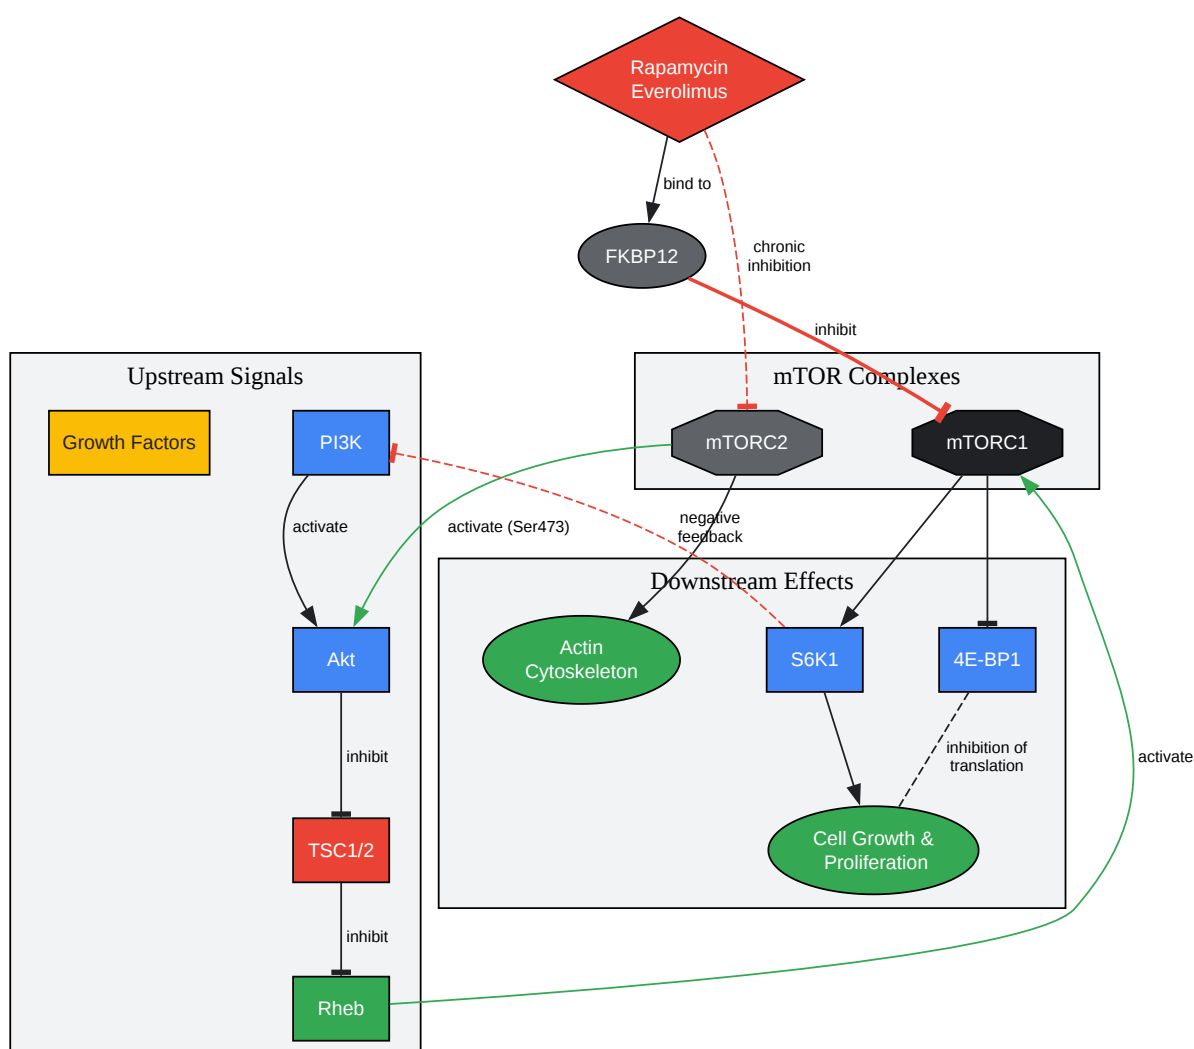 Rapamycin
Everolimus
bind to
FKBP12
chronic
inhibition
inhibit
Upstream Signals
mTOR Complexes
Growth Factors
PI3K
mTORC2
mTORC1
activate
activate (Ser473)
negative
feedback
Downstream Effects
Akt
Actin
Cytoskeleton
S6K1
4E-BP1
inhibit
inhibition of
translation
activate
TSC1/2
Cell Growth &
Proliferation
inhibit
Rheb